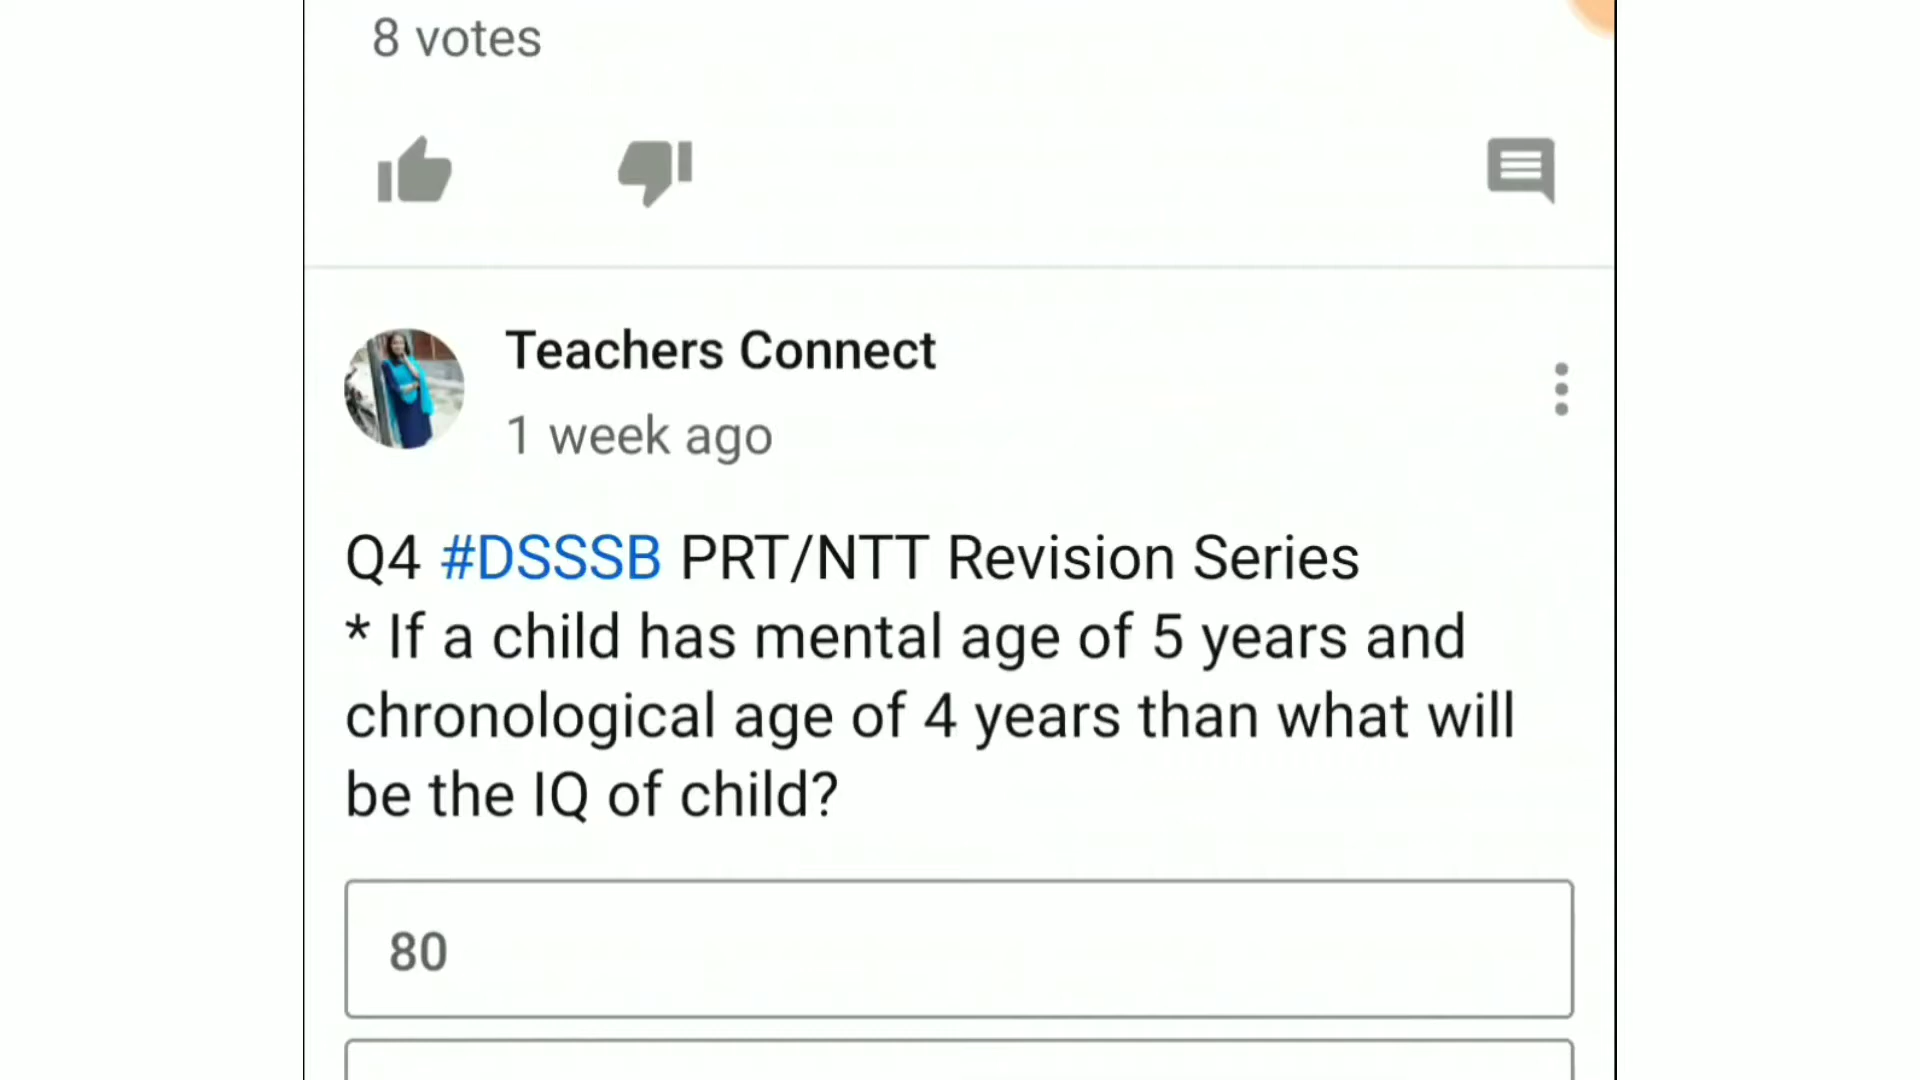 8 votes
Teachers Connect
1 week ago
Q4 #DSSSB PRT/NTT Revision Series
* If a child has mental age of 5 years and
chronological age of 4 years than what will
be the IQ of child?
80